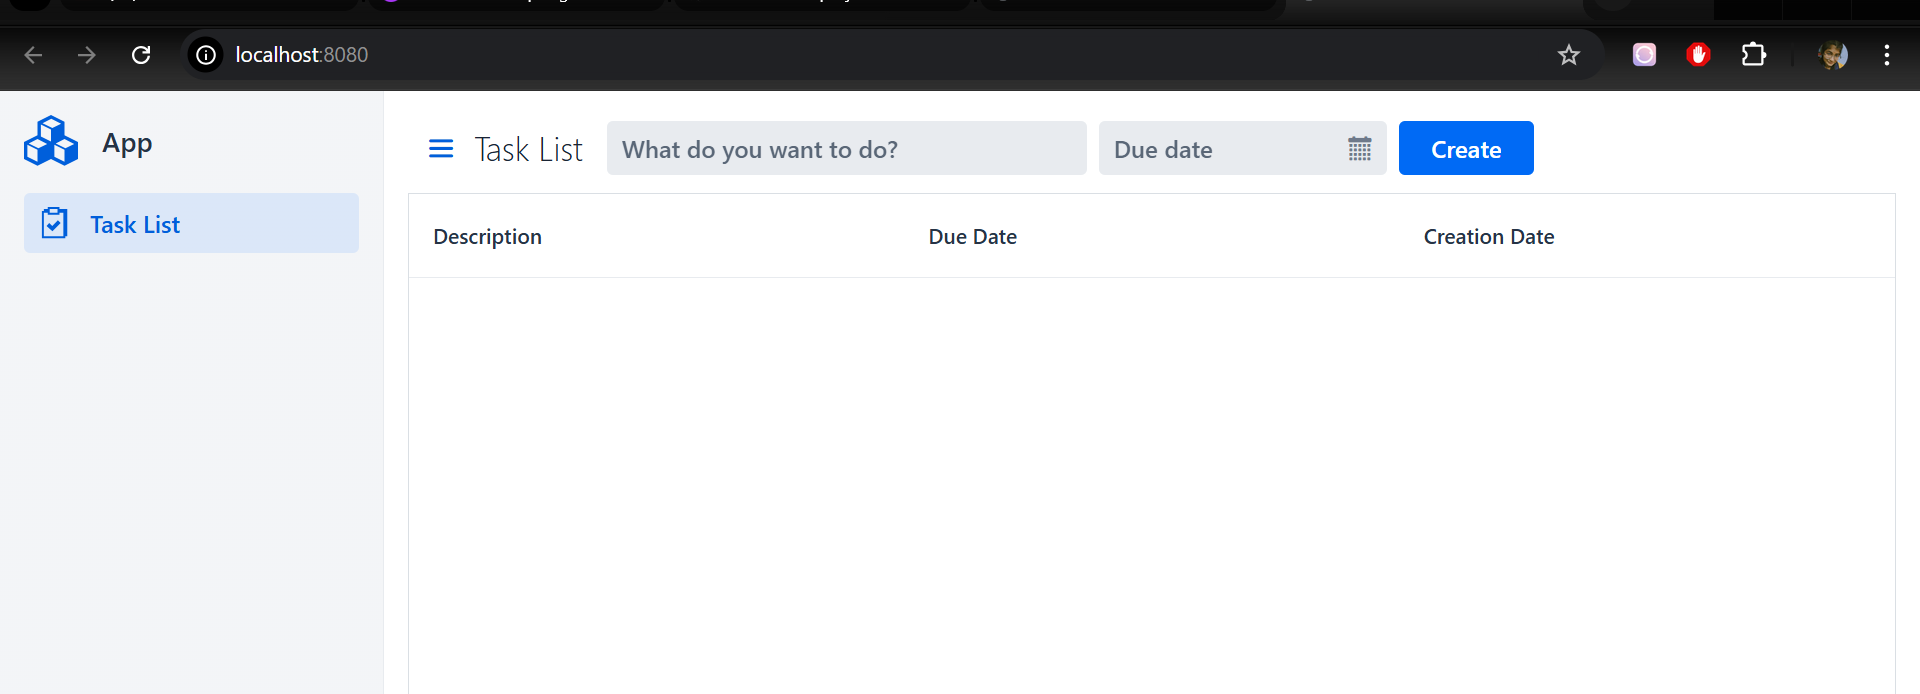 localhost:8080
App
Task List
Task List
What do you want to do?
Due date
Create
Description
Due Date
Creation Date